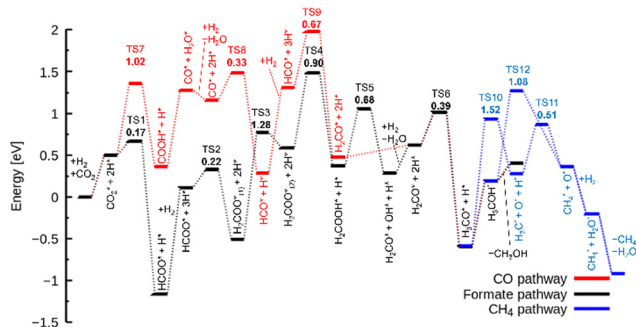 Energy [eV]
2
1.5
1
0.5
0
−0.5
−1
+H₂
+CO₂
CO₂* + 2H*
TS7
1.02
TS1
0.17
COOH* + H*
HCOO* + H*
+H₂
HCOO* + 3H*
CO* + H₂O*
TS2
0.22
+H₂
−H₂O
CO* + 2H*
TS8
0.33
H₂COO* (1) + 2H*
TS3
1.28
HCO* + H*
+H₂
HCO* + 3H*
H₂COO* (2) + 2H*
TS9
0.67
TS4
0.90
H₂CO* + 2H*
H₂COOH* + H*
TS5
0.68
H₂CO* + OH* + H*
+H₂
−H₂O
H₂CO* + 2H*
TS6
0.39
H₃CO* + H*
TS10
1.52
H₃COH*
−CH₃OH
TS12
1.08
H₃C* + O* + H*
TS11
0.51
CH₄* + O*
+H₂
CH₄* + H₂O*
−CH₄
−H₂O
CO pathway
Formate pathway
CH₄ pathway